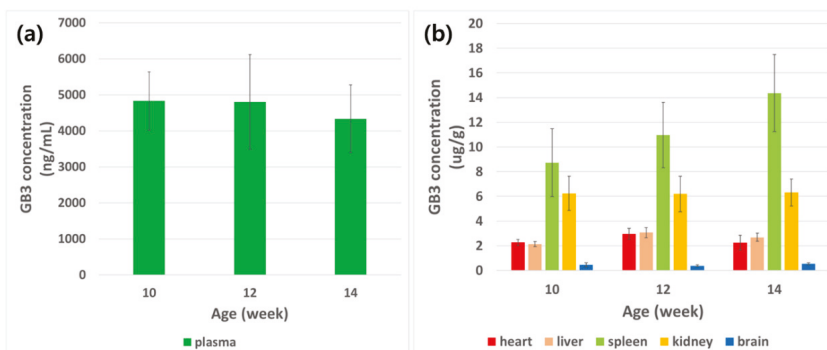 (a)
GB3 concentration
(ng/mL)
7000
6000
5000
4000
3000
2000
1000
0
10 12 14
Age (week)
plasma
(b)
GB3 concentration
(ug/g)
20
18
16
14
12
10
8
6
4
2
0
10 12 14
Age (week)
heart liver spleen kidney brain